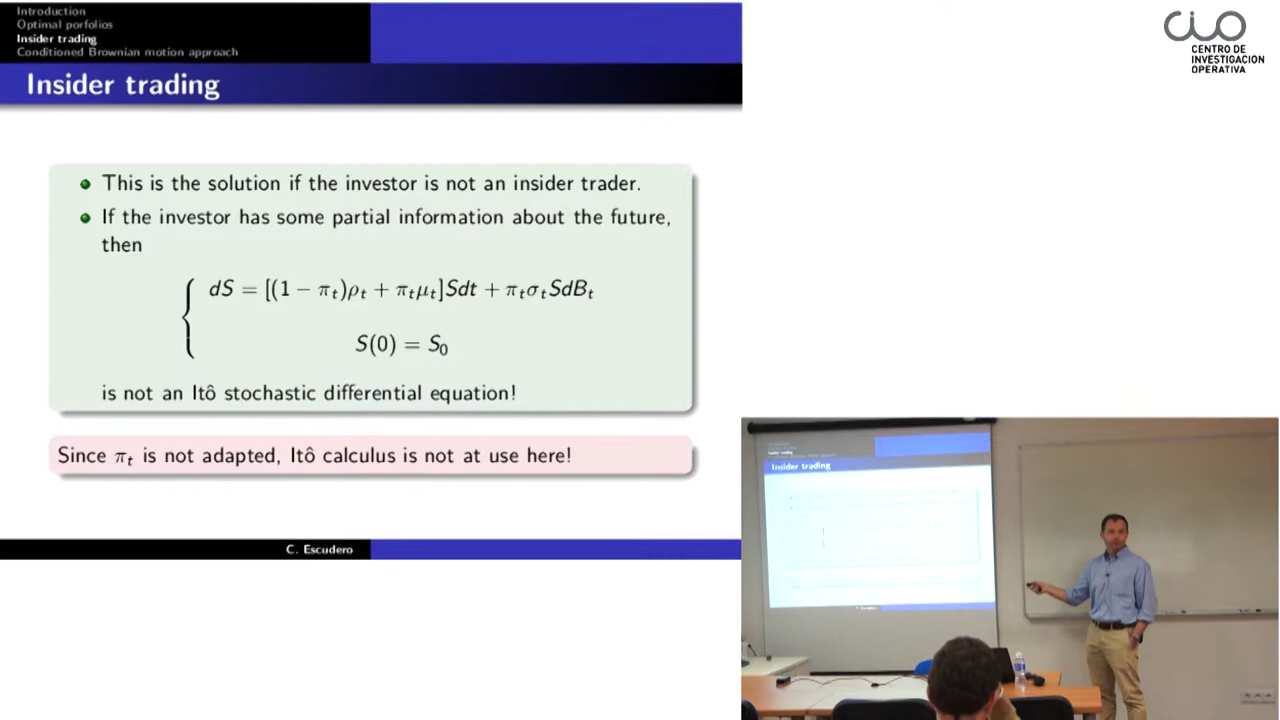 Introduction
Optimal porfolios
Insider trading
Conditioned Brownian motion approach
Insider trading
This is the solution if the investor is not an insider trader.
If the investor has some partial information about the future,
then
dS = [(1 − π_t)ρ_t + π_tμ_t]Sdt + π_tσ_tSdB_t
S(0) = S_0
is not an Itô stochastic differential equation!
Since π_t is not adapted, Itô calculus is not at use here!
C. Escudero
CIO
CENTRO DE
INVESTIGACION
OPERATIVA
Insider trading